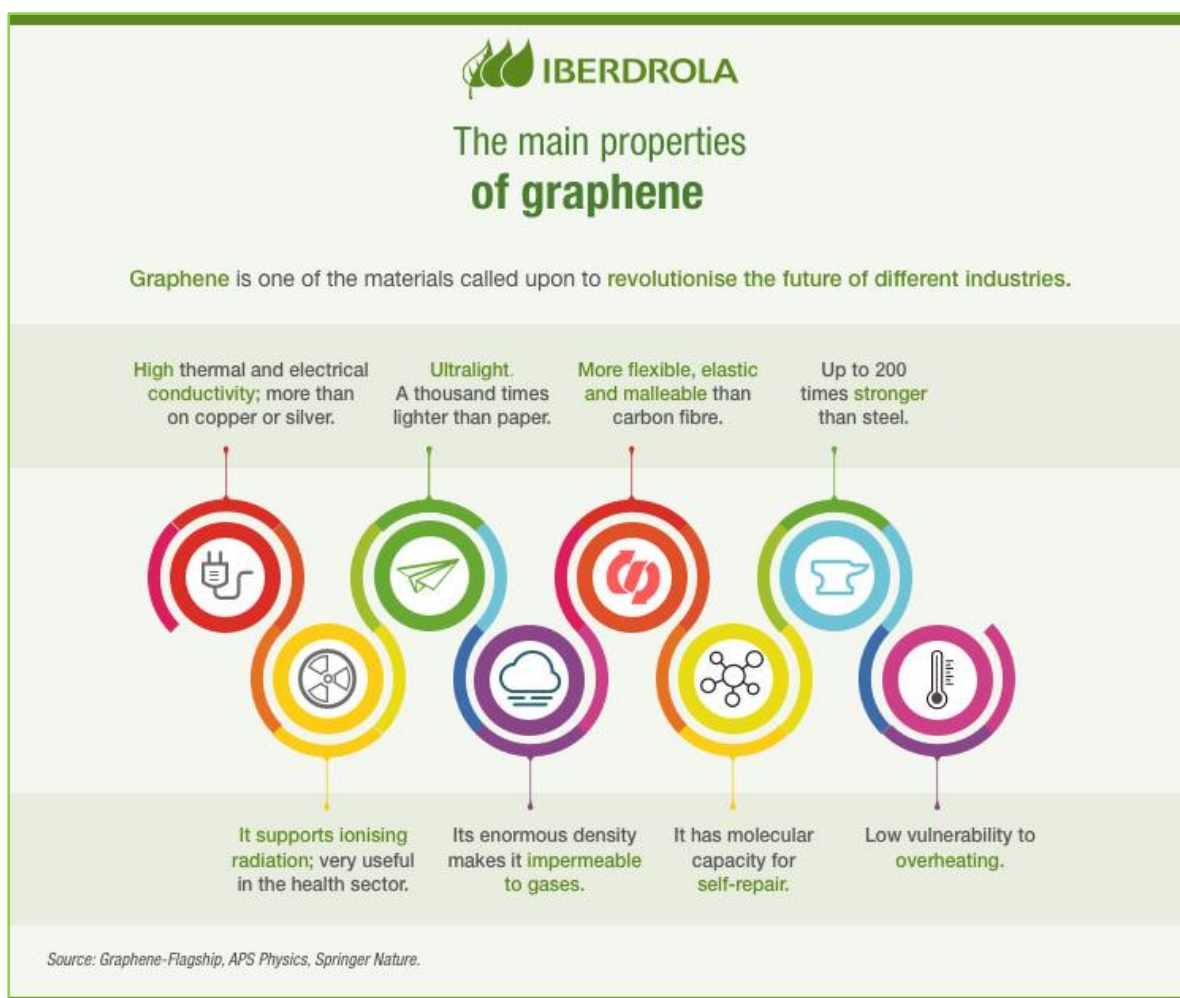 IBERDROLA
The main properties
of graphene
Graphene is one of the materials called upon to revolutionise the future of different industries.
High thermal and electrical
conductivity; more than
on copper or silver.
Ultralight.
A thousand times
lighter than paper.
More flexible, elastic
and malleable than
carbon fibre.
Up to 200
times stronger
than steel.
It supports ionising
radiation; very useful
in the health sector.
Its enormous density
makes it impermeable
to gases.
It has molecular
capacity for
self-repair.
Low vulnerability to
overheating.
Source: Graphene-Flagship, APS Physics, Springer Nature.